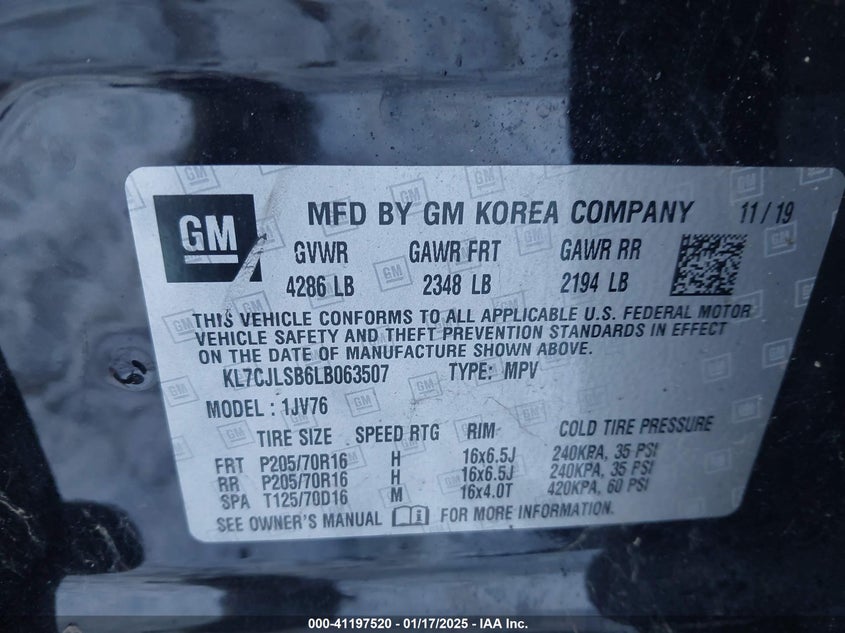 GM
MFD BY GM KOREA COMPANY 11/19
GVWR GAWR FRT GAWR RR
4286 LB 2348 LB 2194 LB
THIS VEHICLE CONFORMS TO ALL APPLICABLE U.S. FEDERAL MOTOR
VEHICLE SAFETY AND THEFT PREVENTION STANDARDS IN EFFECT
ON THE DATE OF MANUFACTURE SHOWN ABOVE.
KL7CJLSB6LB063507 TYPE: MPV
MODEL : 1JV76
TIRE SIZE SPEED RTG RIM COLD TIRE PRESSURE
FRT P205/70R16 H 16x6.5J 240KPA, 35 PSI
RR P205/70R16 H 16x6.5J 240KPA, 35 PSI
SPA T125/70D16 M 16x4.0T 420KPA, 60 PSI
SEE OWNER'S MANUAL FOR MORE INFORMATION.
000-41197520 - 01/17/2025 - IAA Inc.